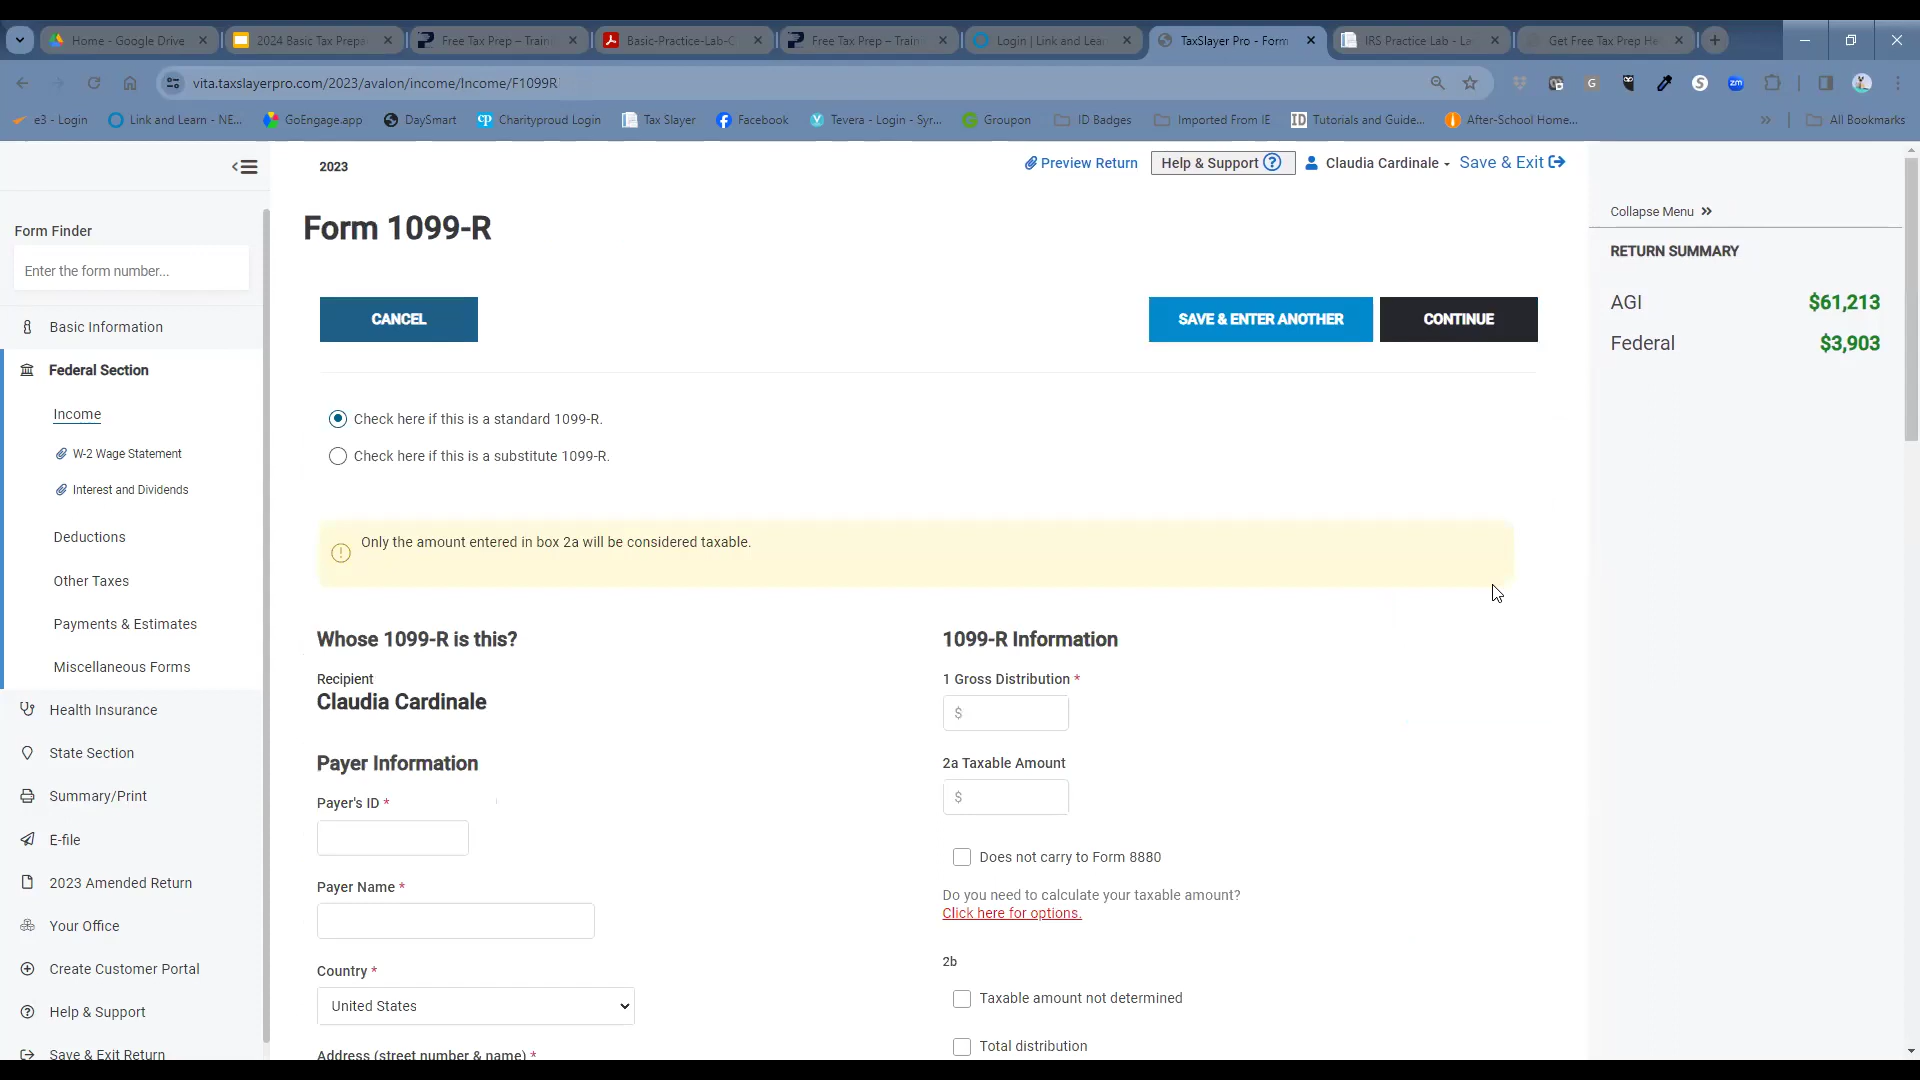 Home - Google Drive
2024 Basic Tax Prepa
Free Tax Prep – Train
Basic-Practice-Lab-C
Free Tax Prep – Train
Login | Link and Lear
TaxSlayer Pro - Form
IRS Practice Lab - La
Get Free Tax Prep He
vita.taxslayerpro.com/2023/avalon/income/Income/F1099R
e3 - Login
Link and Learn - NE...
GoEngage.app
DaySmart
Charityproud Login
Tax Slayer
Facebook
Tevera - Login - Syr...
Groupon
ID Badges
Imported From IE
Tutorials and Guide...
After-School Home...
All Bookmarks
2023
Preview Return
Help & Support
Claudia Cardinale
Save & Exit
Form Finder
Enter the form number...
Basic Information
Federal Section
Income
W-2 Wage Statement
Interest and Dividends
Deductions
Other Taxes
Payments & Estimates
Miscellaneous Forms
Health Insurance
State Section
Summary/Print
E-file
2023 Amended Return
Your Office
Create Customer Portal
Help & Support
Save & Exit Return
Form 1099-R
CANCEL
SAVE & ENTER ANOTHER
CONTINUE
Check here if this is a standard 1099-R.
Check here if this is a substitute 1099-R.
Only the amount entered in box 2a will be considered taxable.
Whose 1099-R is this?
Recipient
Claudia Cardinale
Payer Information
Payer's ID *
Payer Name *
Country *
United States
Address (street number & name) *
1099-R Information
1 Gross Distribution *
$
2a Taxable Amount
$
Does not carry to Form 8880
Do you need to calculate your taxable amount?
Click here for options.
2b
Taxable amount not determined
Total distribution
Collapse Menu »
RETURN SUMMARY
AGI $61,213
Federal $3,903